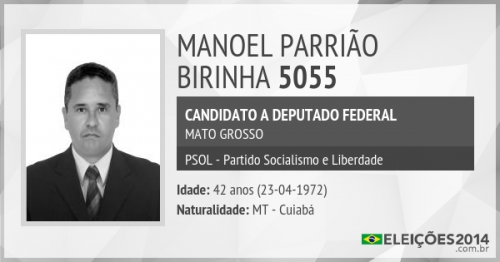 MANOEL PARRIÃO
BIRINHA 5055
CANDIDATO A DEPUTADO FEDERAL
MATO GROSSO
PSOL - Partido Socialismo e Liberdade
Idade: 42 anos (23-04-1972)
Naturalidade: MT - Cuiabá
ELEIÇÕES2014
.com.br